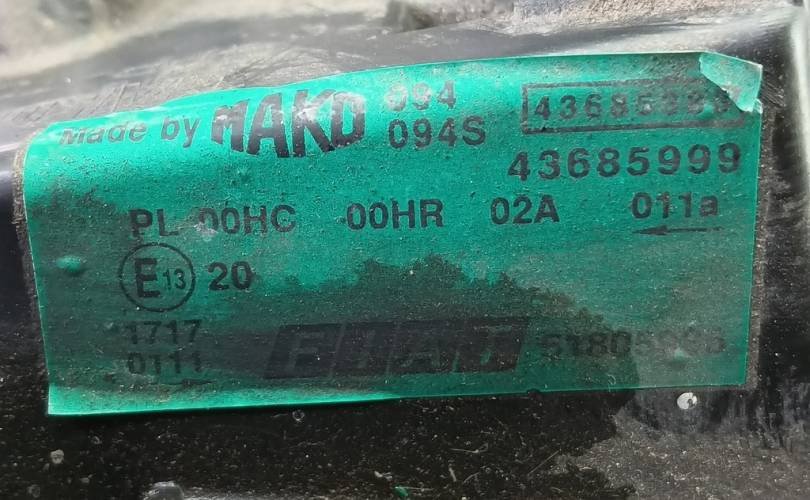 Made by MAKO 094
094S
43685999
PL 00HC 00HR 02A 011a
E13 20
1717
0111
FIAT